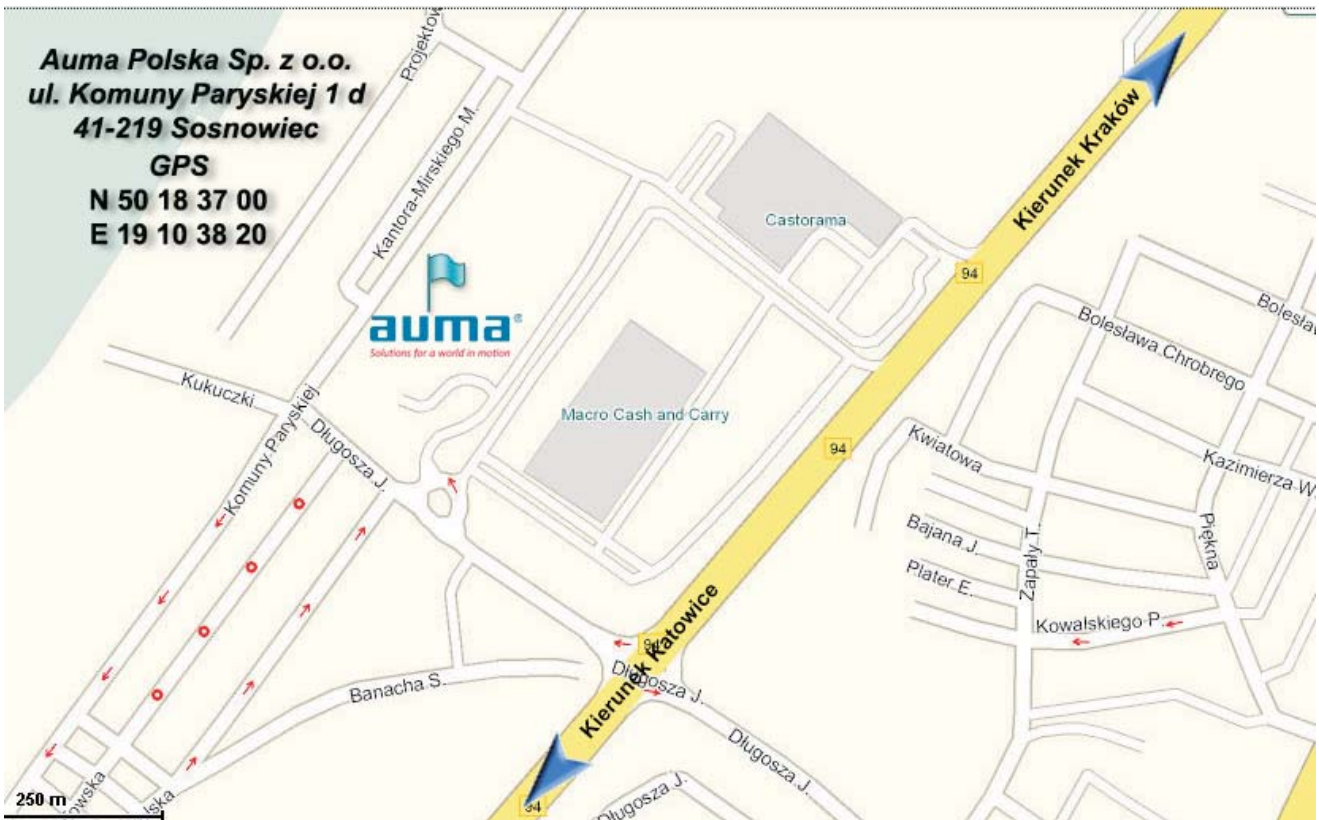 Auma Polska Sp. z o.o.
ul. Komuny Paryskiej 1 d
41-219 Sosnowiec
GPS
N 50 18 37 00
E 19 10 38 20
Kantora-Mirskiego M.
auma®
Solutions for a world in motion
Castorama
Kierunek Kraków
94
Bolesława Chrobrego
Kukuczki
Komuny Paryskiej
Długosza J.
Macro Cash and Carry
94
Kwiatowa
Kazimierza W
Bajana J.
Plater E.
Zapały T.
Piękna
Kowalskiego P.
94
Kierunek Katowice
Długosza J.
Banacha S.
Długosza J.
Długosza J.
94
250 m